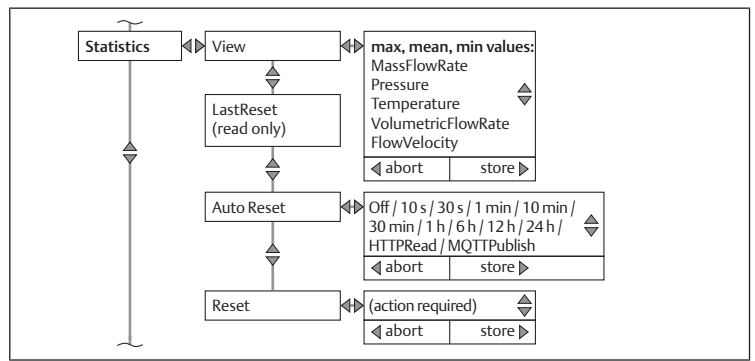 Statistics
View
max, mean, min values:
MassFlowRate
Pressure
Temperature
VolumetricFlowRate
FlowVelocity
abort
store
LastReset
(read only)
Auto Reset
Off / 10 s / 30 s / 1 min / 10 min /
30 min / 1 h / 6 h / 12 h / 24 h /
HTTPRead / MQTTPublish
abort
store
Reset
(action required)
abort
store